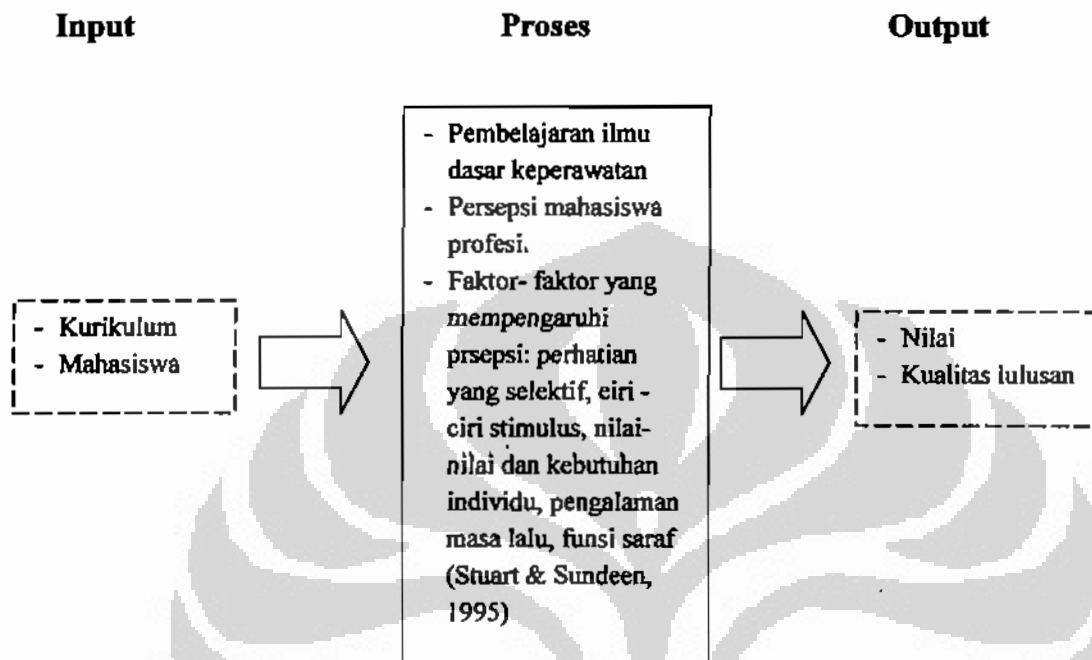 Input
Proses
Output
- Kurikulum
- Mahasiswa
- Pembelajaran ilmu
dasar keperawatan
- Persepsi mahasiswa
profesi.
- Faktor- faktor yang
mempengaruhi
prsepsi: perhatian
yang selektif, eiri -
ciri stimulus, nilai-
nilai dan kebutuhan
individu, pengalaman
masa lalu, funsi saraf
(Stuart & Sundeen,
1995)
- Nilai
- Kualitas lulusan